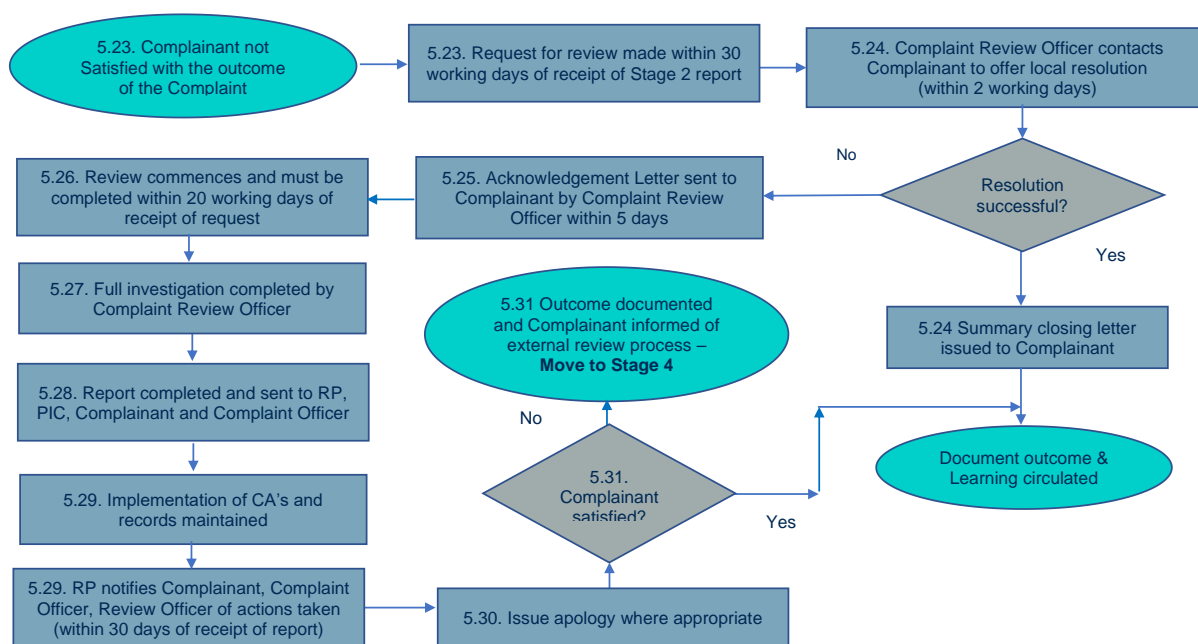 5.23. Complainant not
Satisfied with the outcome
of the Complaint
5.23. Request for review made within 30
working days of receipt of Stage 2 report
5.24. Complaint Review Officer contacts
Complainant to offer local resolution
(within 2 working days)
Resolution
successful?
No
Yes
5.25. Acknowledgement Letter sent to
Complainant by Complaint Review
Officer within 5 days
5.26. Review commences and must be
completed within 20 working days of
receipt of request
5.27. Full investigation completed by
Complaint Review Officer
5.28. Report completed and sent to RP,
PIC, Complainant and Complaint Officer
5.29. Implementation of CA's and
records maintained
5.29. RP notifies Complainant, Complaint
Officer, Review Officer of actions taken
(within 30 days of receipt of report)
5.30. Issue apology where appropriate
5.31.
Complainant
satisfied?
No
Yes
5.31 Outcome documented
and Complainant informed of
external review process –
Move to Stage 4
5.24 Summary closing letter
issued to Complainant
Document outcome &
Learning circulated